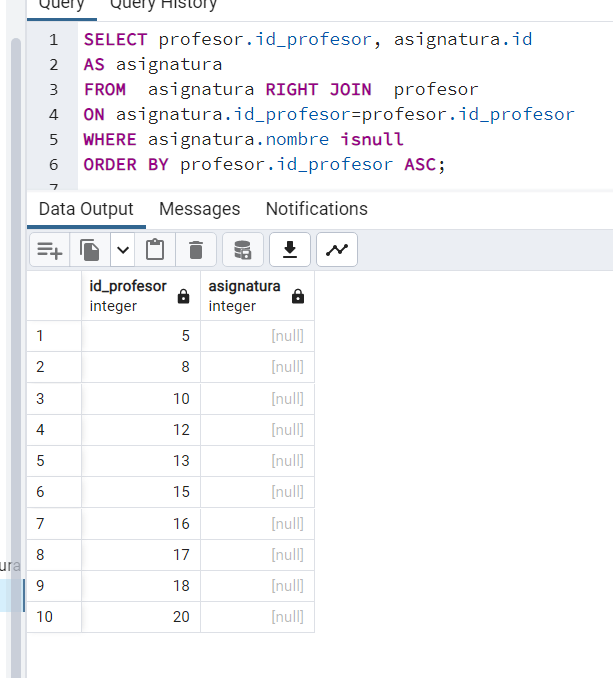 Query Query History
1 SELECT profesor.id_profesor, asignatura.id
2 AS asignatura
3 FROM  asignatura RIGHT JOIN  profesor
4 ON asignatura.id_profesor=profesor.id_profesor
5 WHERE asignatura.nombre isnull
6 ORDER BY profesor.id_profesor ASC;
7
Data Output Messages Notifications
id_profesor asignatura
integer integer
1 5 [null]
2 8 [null]
3 10 [null]
4 12 [null]
5 13 [null]
6 15 [null]
7 16 [null]
8 17 [null]
ura
9 18 [null]
10 20 [null]